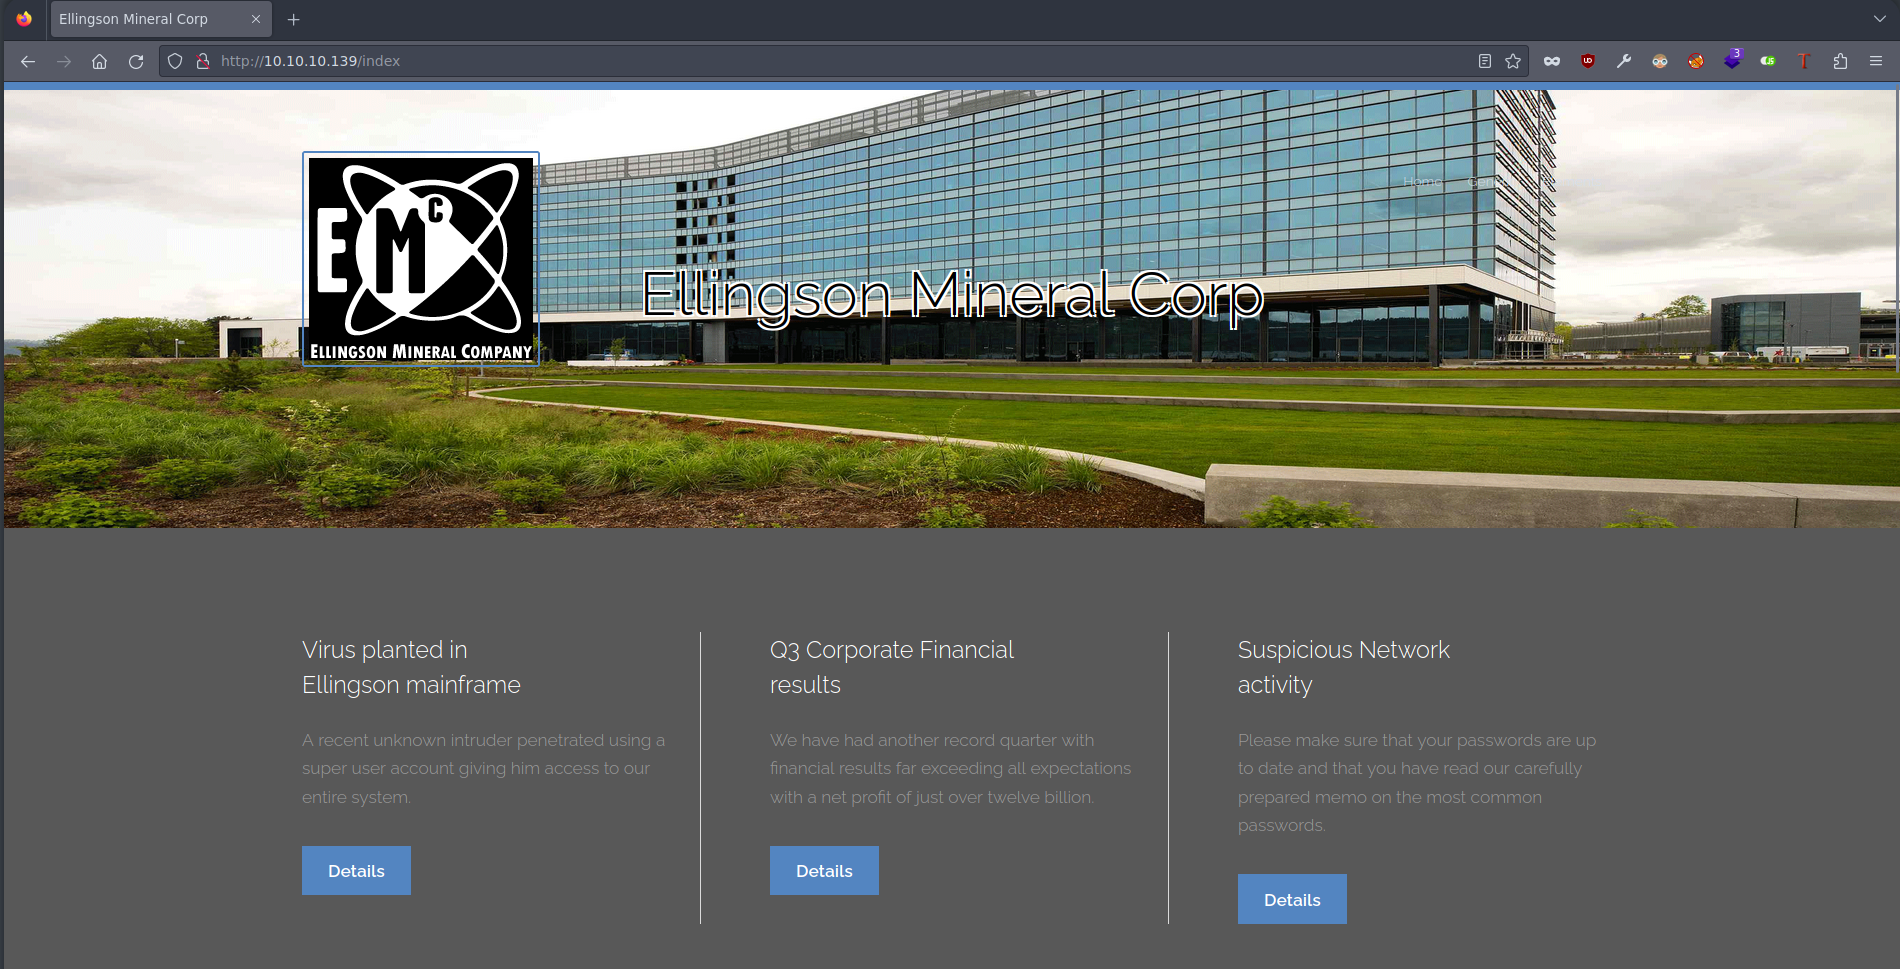 Ellingson Mineral Corp
http://10.10.10.139/index
3
E M C
ELLINGSON MINERAL COMPANY
Home
Ellingson Mineral Corp
Virus planted in
Ellingson mainframe
A recent unknown intruder penetrated using a
super user account giving him access to our
entire system.
Details
Q3 Corporate Financial
results
We have had another record quarter with
financial results far exceeding all expectations
with a net profit of just over twelve billion.
Details
Suspicious Network
activity
Please make sure that your passwords are up
to date and that you have read our carefully
prepared memo on the most common
passwords.
Details